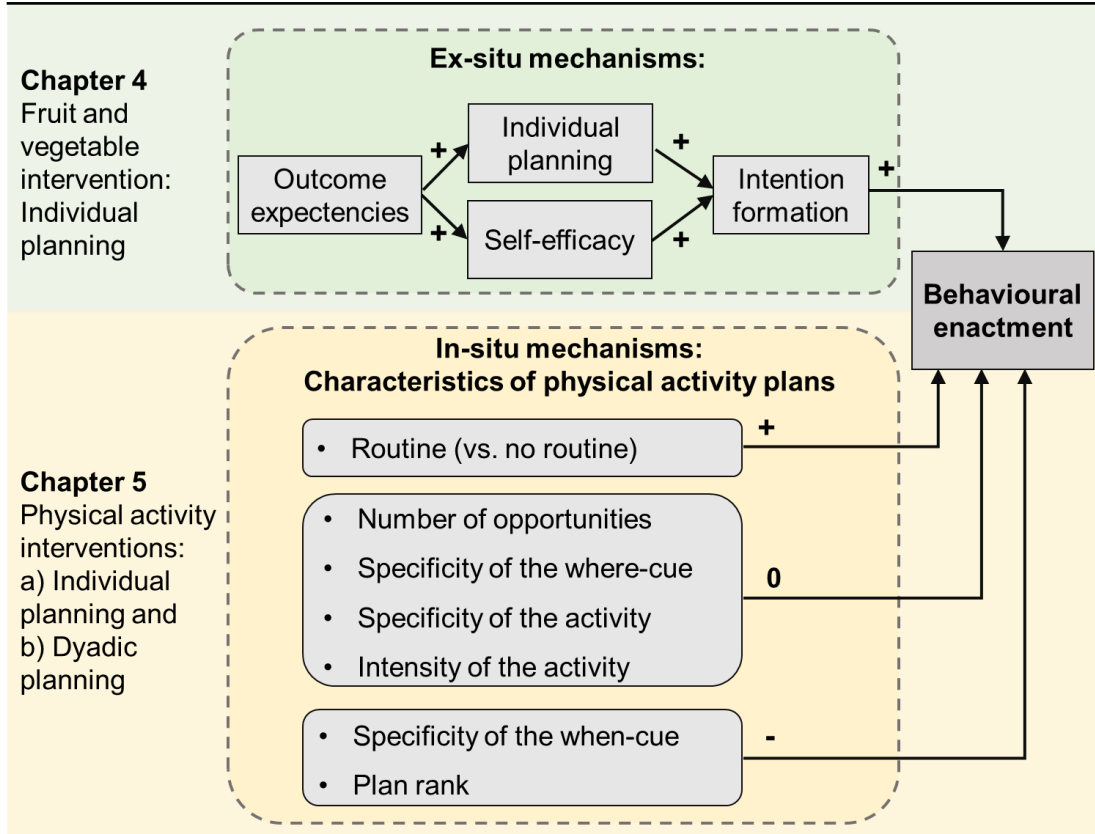 Chapter 4
Fruit and
vegetable
intervention:
Individual
planning
Ex-situ mechanisms:
Outcome
expectencies
+
+
Individual
planning
Self-efficacy
+
+
Intention
formation
+
Behavioural
enactment
Chapter 5
Physical activity
interventions:
a) Individual
planning and
b) Dyadic
planning
In-situ mechanisms:
Characteristics of physical activity plans
• Routine (vs. no routine)
+
• Number of opportunities
• Specificity of the where-cue
• Specificity of the activity
• Intensity of the activity
0
• Specificity of the when-cue
• Plan rank
-